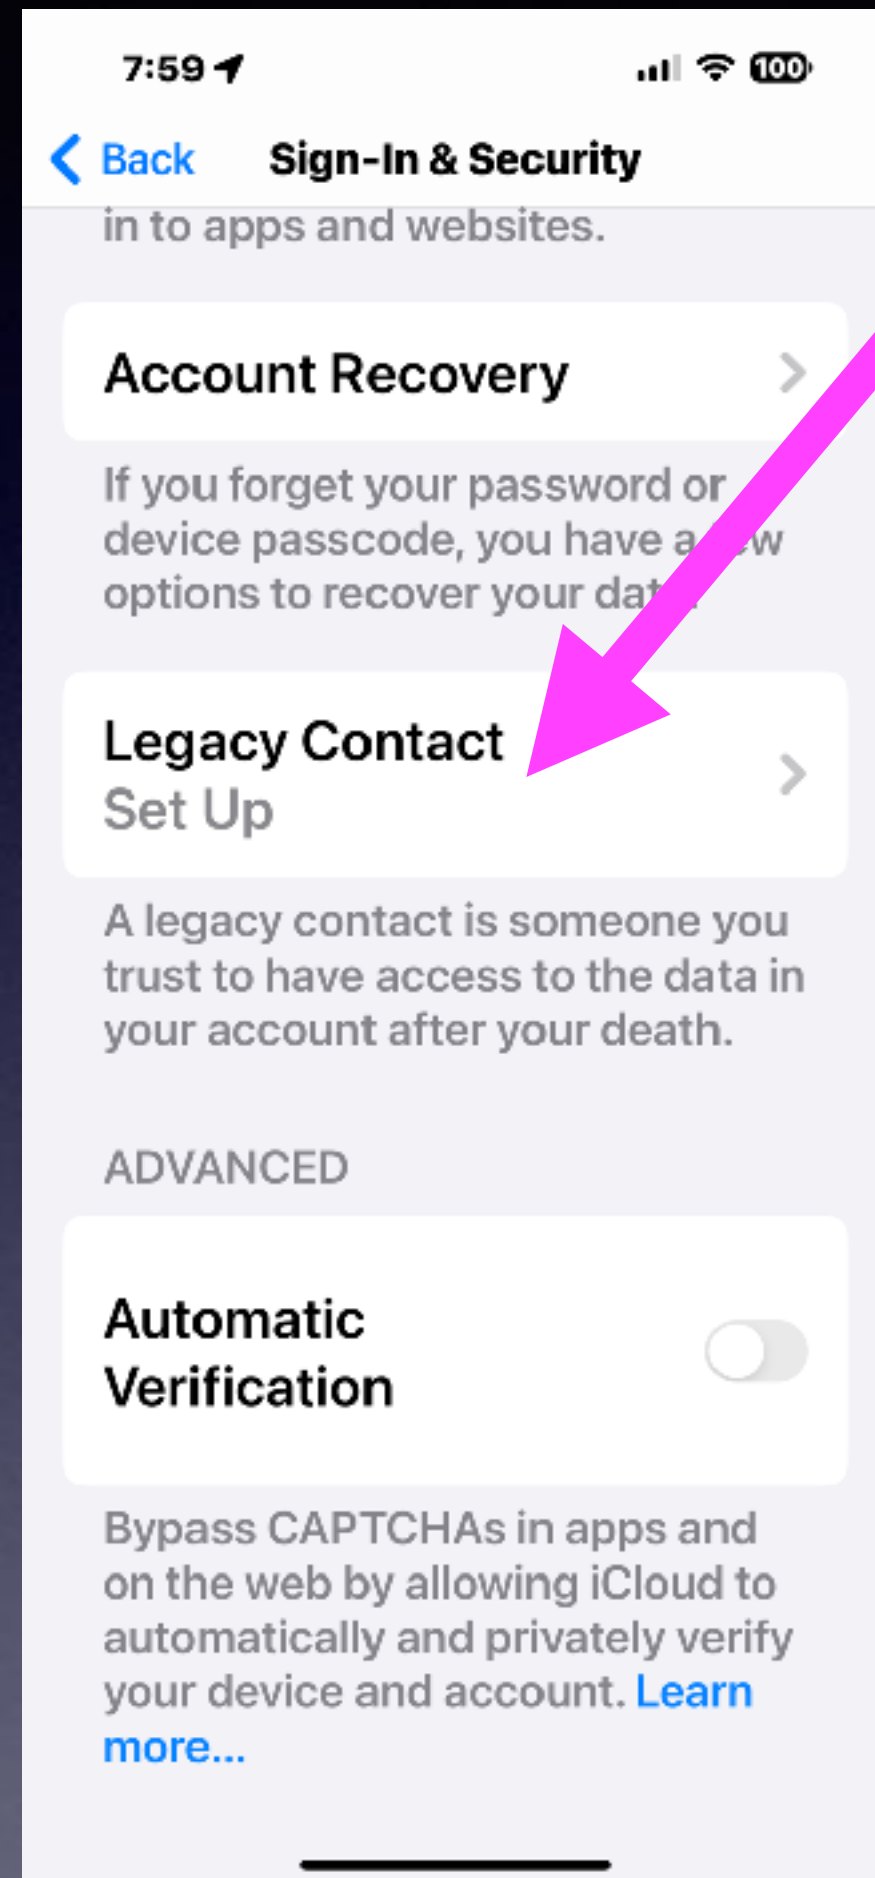 7:59
100
Back Sign-In & Security
in to apps and websites.
Account Recovery
If you forget your password or
device passcode, you have a
options to recover your
Legacy Contact
Set Up
A legacy contact is someone you
trust to have access to the data in
your account after your death.
ADVANCED
Automatic
Verification
Bypass CAPTCHAs in apps and
on the web by allowing iCloud to
automatically and privately verify
your device and account. Learn
more...